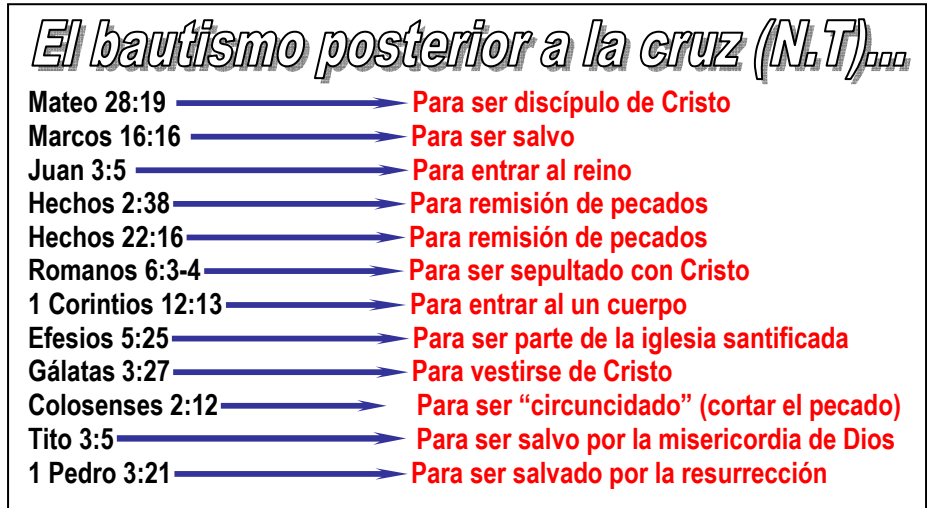 El bautismo posterior a la cruz (N.T)...
Mateo 28:19 Para ser discípulo de Cristo
Marcos 16:16 Para ser salvo
Juan 3:5 Para entrar al reino
Hechos 2:38 Para remisión de pecados
Hechos 22:16 Para remisión de pecados
Romanos 6:3-4 Para ser sepultado con Cristo
1 Corintios 12:13 Para entrar al un cuerpo
Efesios 5:25 Para ser parte de la iglesia santificada
Gálatas 3:27 Para vestirse de Cristo
Colosenses 2:12 Para ser “circuncidado” (cortar el pecado)
Tito 3:5 Para ser salvo por la misericordia de Dios
1 Pedro 3:21 Para ser salvado por la resurrección